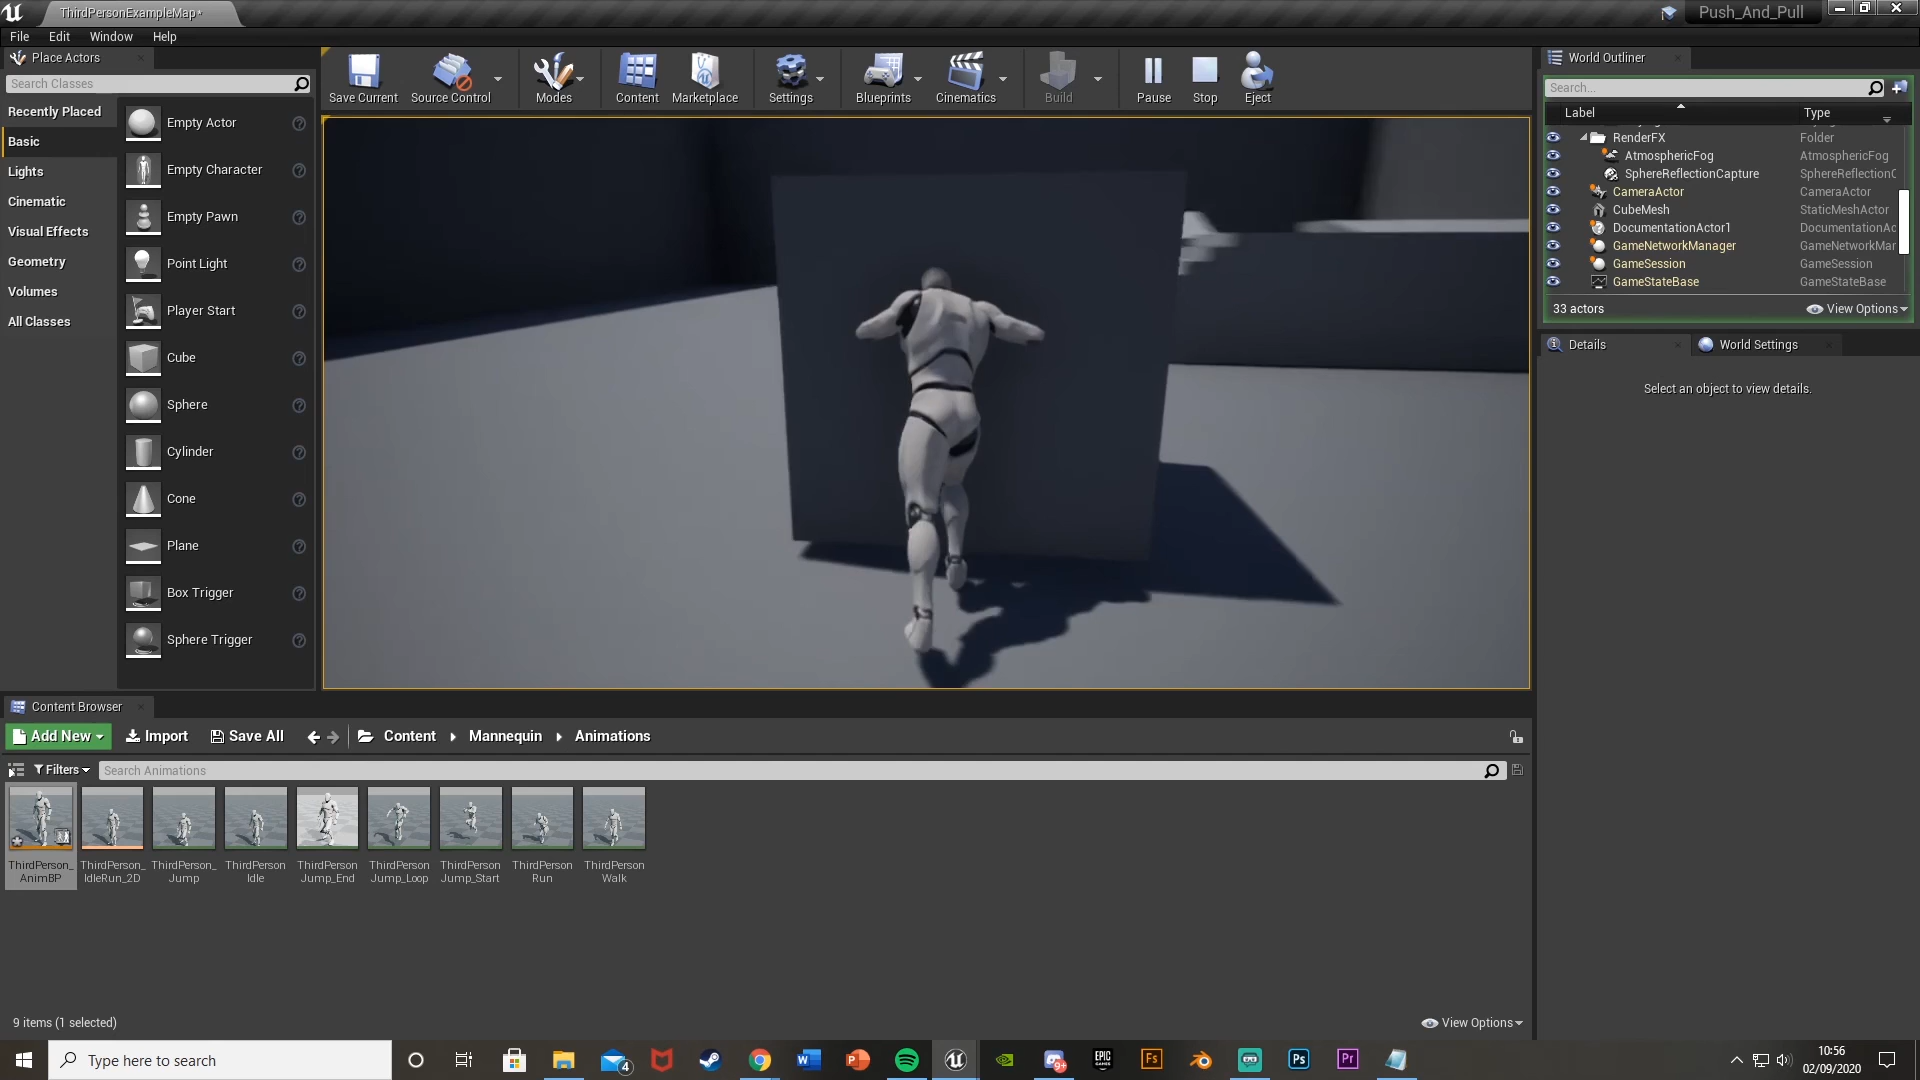 ThirdPersonExampleMap*
Push_And_Pull
File Edit Window Help
Place Actors
Search Classes
Recently Placed
Basic
Lights
Cinematic
Visual Effects
Geometry
Volumes
All Classes
Empty Actor
Empty Character
Empty Pawn
Point Light
Player Start
Cube
Sphere
Cylinder
Cone
Plane
Box Trigger
Sphere Trigger
Save Current Source Control Modes Content Marketplace Settings Blueprints Cinematics Build Pause Stop Eject
World Outliner
Search...
Label Type
RenderFX Folder
AtmosphericFog AtmosphericFog
SphereReflectionCapture SphereReflectionC
CameraActor CameraActor
CubeMesh StaticMeshActor
DocumentationActor1 DocumentationAc
GameNetworkManager GameNetworkMar
GameSession GameSession
GameStateBase GameStateBase
33 actors View Options
Details World Settings
Select an object to view details.
Content Browser
Add New Import Save All Content Mannequin Animations
Filters Search Animations
ThirdPerson_ ThirdPerson_ ThirdPerson_ ThirdPerson ThirdPerson ThirdPerson ThirdPerson ThirdPerson ThirdPerson
AnimBP IdleRun_2D Jump Idle Jump_End Jump_Loop Jump_Start Run Walk
9 items (1 selected) View Options
Type here to search
4
9+
EPIC GAMES
Fs
Ps
Pr
10:56
02/09/2020